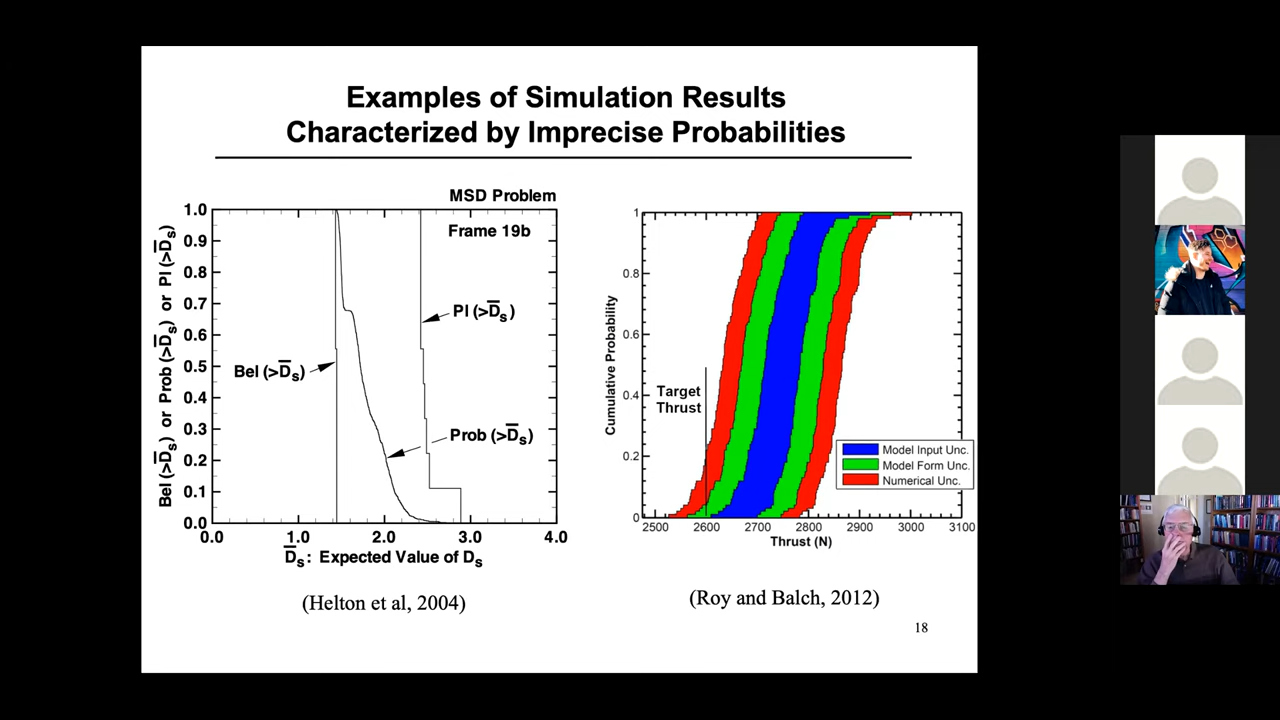 Examples of Simulation Results
Characterized by Imprecise Probabilities
MSD Problem
Frame 19b
Bel (>D̅s) or Prob (>D̅s) or Pl (>D̅s)
1.0
0.9
0.8
0.7
0.6
0.5
0.4
0.3
0.2
0.1
0.0
Pl (>D̅s)
Bel (>D̅s)
Prob (>D̅s)
0.0 1.0 2.0 3.0 4.0
D̅s: Expected Value of Ds
(Helton et al, 2004)
Cumulative Probability
1
0.8
0.6
0.4
0.2
0
Target
Thrust
Model Input Unc.
Model Form Unc.
Numerical Unc.
2500 2600 2700 2800 2900 3000 3100
Thrust (N)
(Roy and Balch, 2012)
18